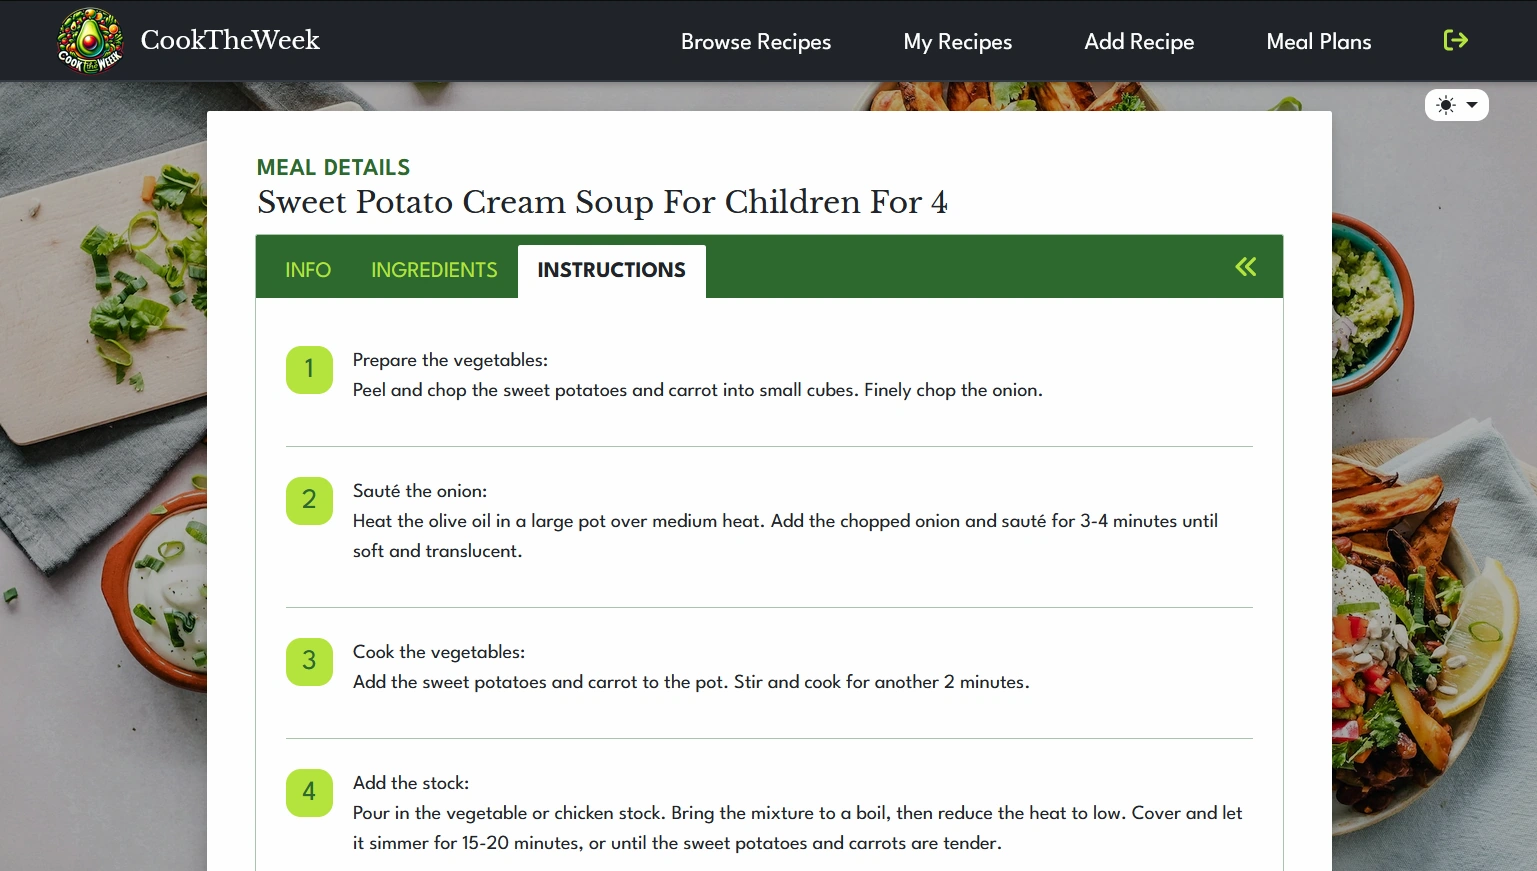 COOK the WEEK
CookTheWeek
Browse Recipes
My Recipes
Add Recipe
Meal Plans
MEAL DETAILS
Sweet Potato Cream Soup For Children For 4
INFO
INGREDIENTS
INSTRUCTIONS
1
Prepare the vegetables:
Peel and chop the sweet potatoes and carrot into small cubes. Finely chop the onion.
2
Sauté the onion:
Heat the olive oil in a large pot over medium heat. Add the chopped onion and sauté for 3-4 minutes until
soft and translucent.
3
Cook the vegetables:
Add the sweet potatoes and carrot to the pot. Stir and cook for another 2 minutes.
4
Add the stock:
Pour in the vegetable or chicken stock. Bring the mixture to a boil, then reduce the heat to low. Cover and let
it simmer for 15-20 minutes, or until the sweet potatoes and carrots are tender.